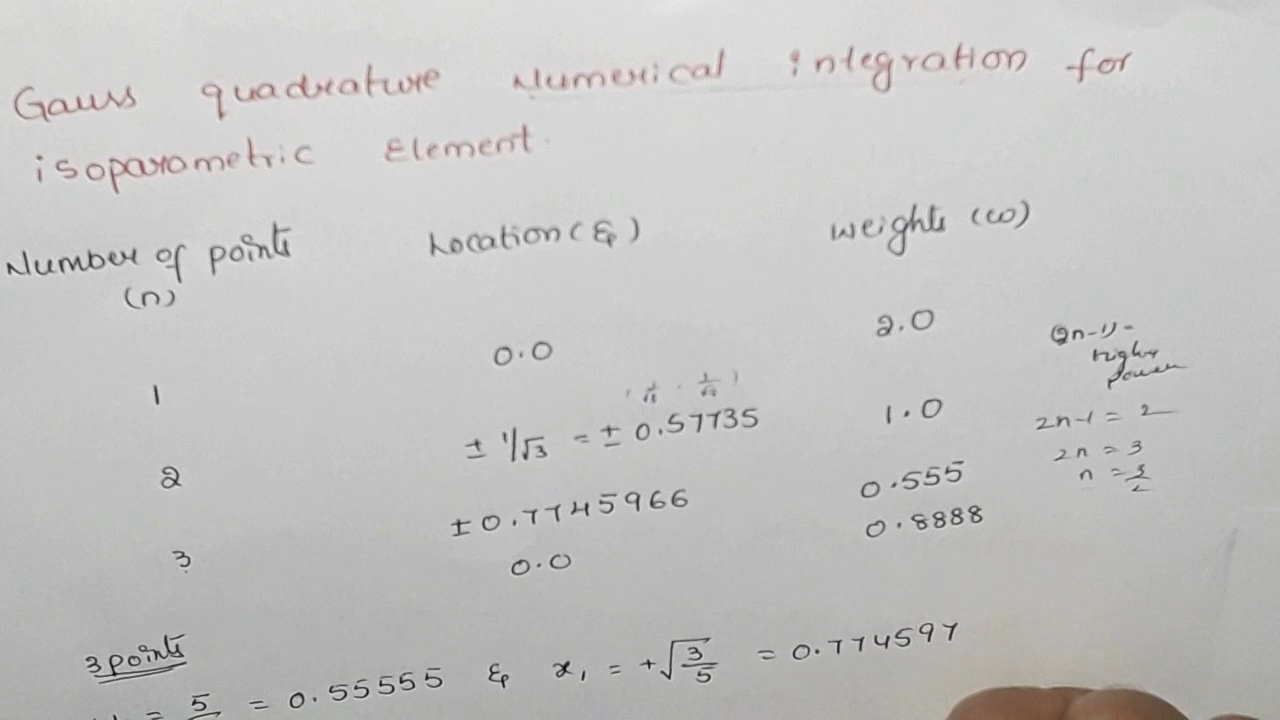 Gauss quadrature Numerical integration for
isoparametric Element.
Number of points Location (ξ) weights (w)
(n)
1 0.0 2.0
(2n-1) -
higher
power
2 ± 1/√3 = ± 0.57735 1.0
2n-1 = 2
2n = 3
n = 3/2
3 ± 0.7745966 0.555
0.0 0.8888
3 points
= 5 = 0.55555 & x₁ = +√3/5 = 0.774597